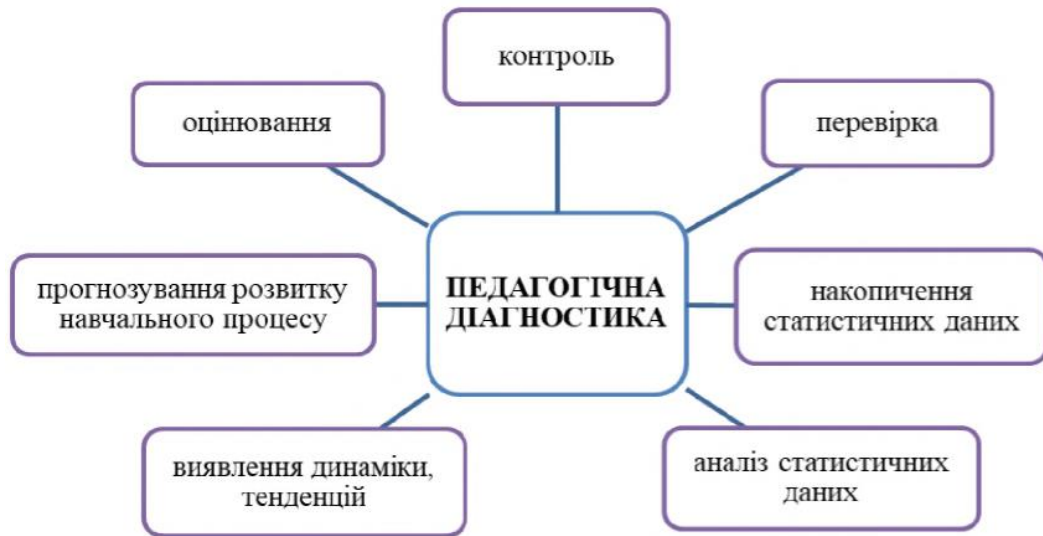 контроль
оцінювання
перевірка
ПЕДАГОГІЧНА
ДІАГНОСТИКА
прогнозування розвитку
навчального процесу
накопичення
статистичних даних
виявлення динаміки,
тенденцій
аналіз статистичних
даних